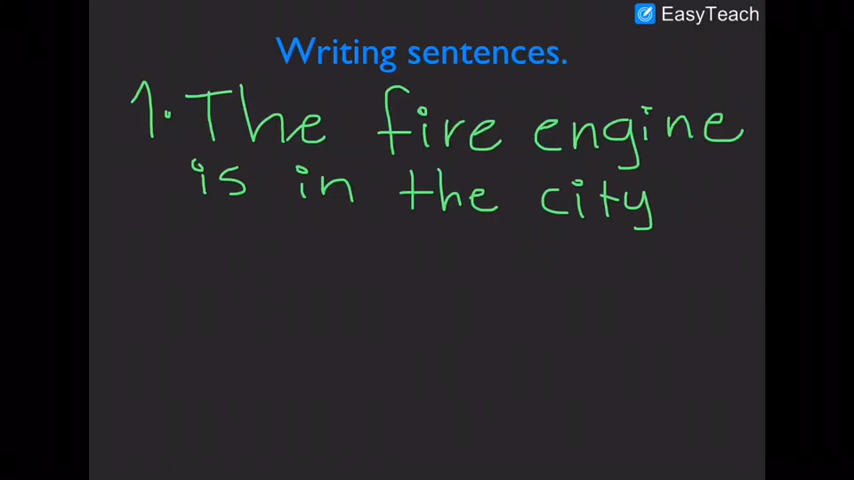 EasyTeach
Writing sentences.
1. The fire engine
is in the city